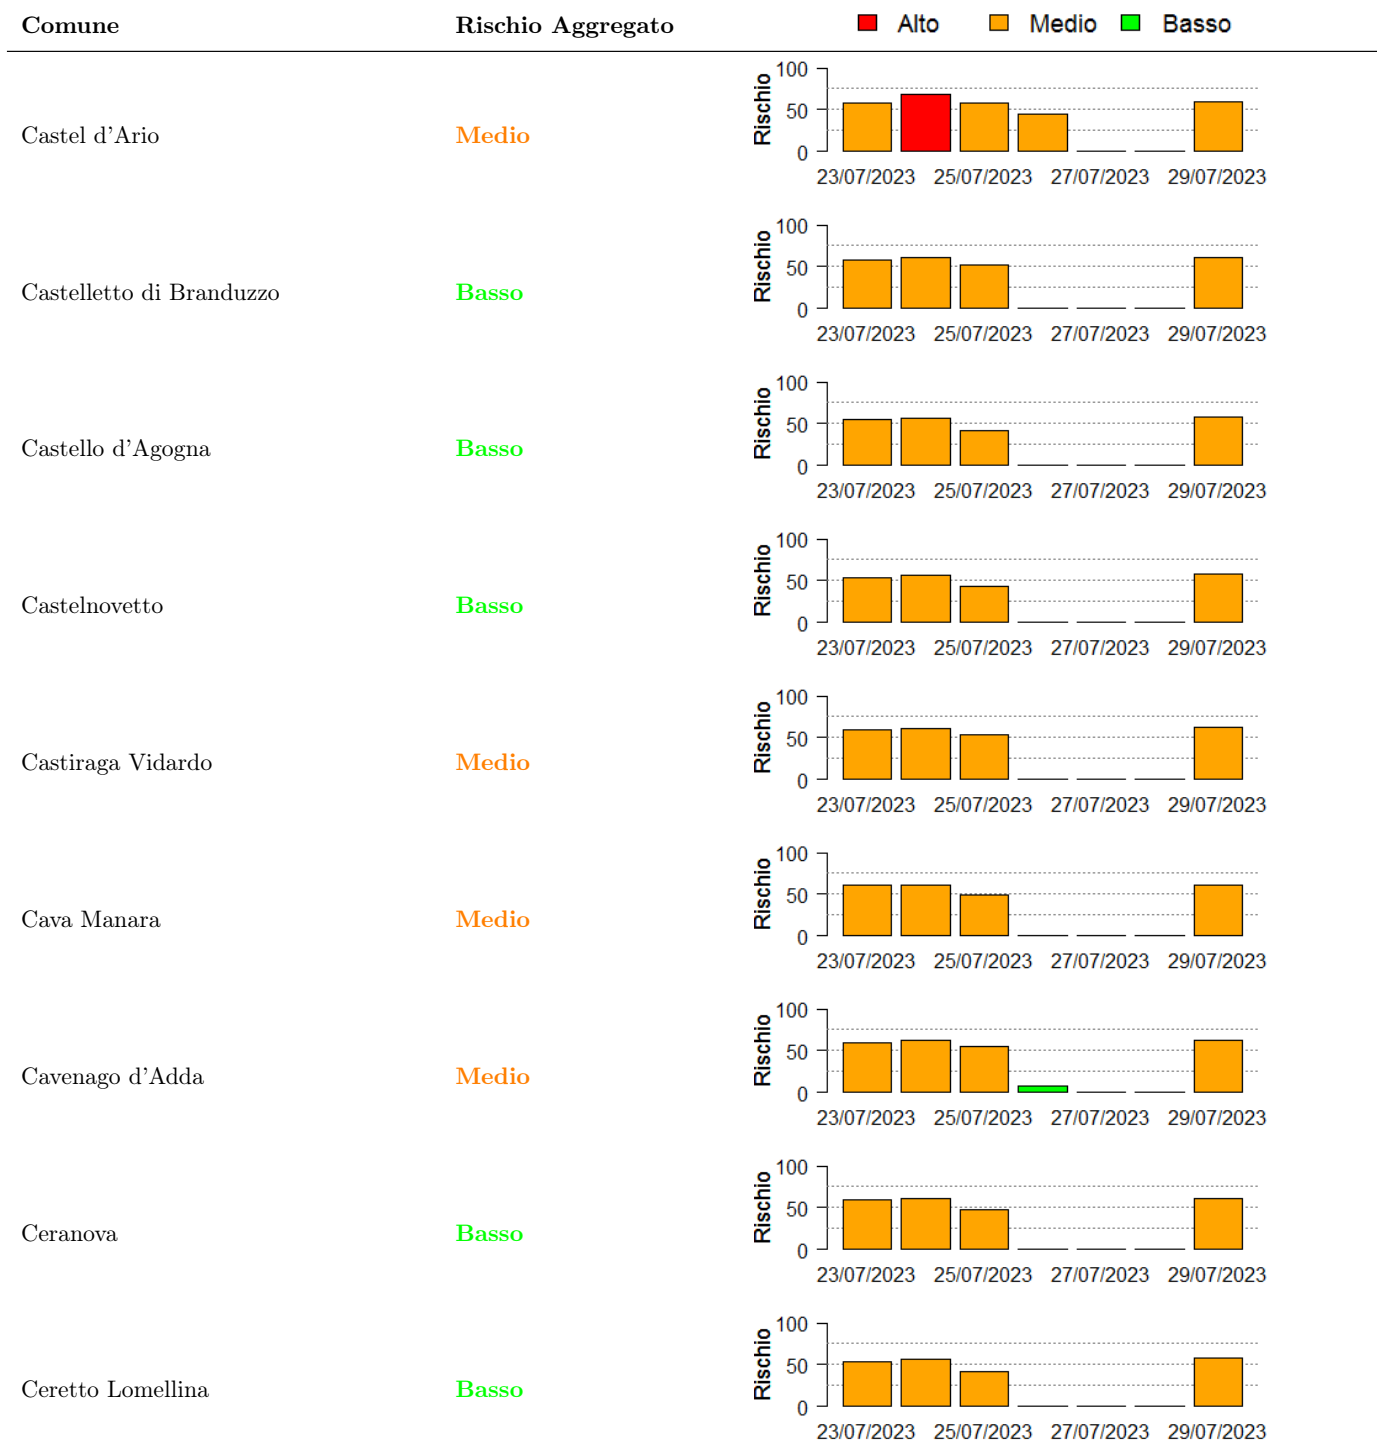 Comune Rischio Aggregato Alto Medio Basso
Castel d'Ario Medio
Rischio
100
50
0
23/07/2023 25/07/2023 27/07/2023 29/07/2023
Castelletto di Branduzzo Basso
Rischio
100
50
0
23/07/2023 25/07/2023 27/07/2023 29/07/2023
Castello d'Agogna Basso
Rischio
100
50
0
23/07/2023 25/07/2023 27/07/2023 29/07/2023
Castelnovetto Basso
Rischio
100
50
0
23/07/2023 25/07/2023 27/07/2023 29/07/2023
Castiraga Vidardo Medio
Rischio
100
50
0
23/07/2023 25/07/2023 27/07/2023 29/07/2023
Cava Manara Medio
Rischio
100
50
0
23/07/2023 25/07/2023 27/07/2023 29/07/2023
Cavenago d'Adda Medio
Rischio
100
50
0
23/07/2023 25/07/2023 27/07/2023 29/07/2023
Ceranova Basso
Rischio
100
50
0
23/07/2023 25/07/2023 27/07/2023 29/07/2023
Ceretto Lomellina Basso
Rischio
100
50
0
23/07/2023 25/07/2023 27/07/2023 29/07/2023